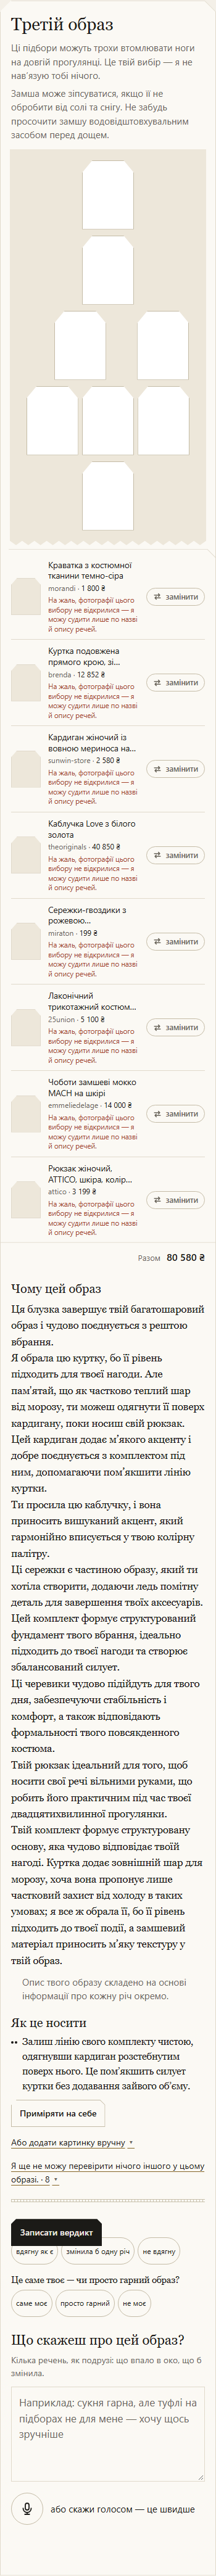 Третій образ
Ці підбори можуть трохи втомлювати ноги
на довгій прогулянці. Це твій вибір — я не
нав’язую тобі нічого.
Замша може зіпсуватися, якщо її не
обробити від солі та снігу. Не забудь
просочити замшу водовідштовхувальним
засобом перед дощем.
Краватка з костюмної
тканини темно-сіра
morandi · 1 800 ₴
На жаль, фотографії цього
вибору не відкрилися — я
можу судити лише по назві
й опису речей.
замінити
Куртка подовжена
прямого крою, зі…
brenda · 12 852 ₴
На жаль, фотографії цього
вибору не відкрилися — я
можу судити лише по назві
й опису речей.
замінити
Кардиган жіночий із
вовною мериноса на…
sunwin-store · 2 580 ₴
На жаль, фотографії цього
вибору не відкрилися — я
можу судити лише по назві
й опису речей.
замінити
Каблучка Love з білого
золота
theoriginals · 40 850 ₴
На жаль, фотографії цього
вибору не відкрилися — я
можу судити лише по назві
й опису речей.
замінити
Сережки-гвоздики з
рожевою…
miraton · 199 ₴
На жаль, фотографії цього
вибору не відкрилися — я
можу судити лише по назві
й опису речей.
замінити
Лаконічний
трикотажний костюм…
25union · 5 100 ₴
На жаль, фотографії цього
вибору не відкрилися — я
можу судити лише по назві
й опису речей.
замінити
Чоботи замшеві мокко
MACH на шкірі
emmeliedelage · 14 000 ₴
На жаль, фотографії цього
вибору не відкрилися — я
можу судити лише по назві
й опису речей.
замінити
Рюкзак жіночий,
ATTICO, шкіра, колір…
attico · 3 199 ₴
На жаль, фотографії цього
вибору не відкрилися — я
можу судити лише по назві
й опису речей.
замінити
Разом 80 580 ₴
Чому цей образ
Ця блузка завершує твій багатошаровий
образ і чудово поєднується з рештою
вбрання.
Я обрала цю куртку, бо її рівень
підходить для твоєї нагоди. Але
пам’ятай, що як частково теплий шар
від морозу, ти можеш одягнути її поверх
кардигану, поки носиш свій рюкзак.
Цей кардиган додає м’якого акценту і
добре поєднується з комплектом під
ним, допомагаючи пом’якшити лінію
куртки.
Ти просила цю каблучку, і вона
приносить вишуканий акцент, який
гармонійно вписується у твою колірну
палітру.
Ці сережки є частиною образу, який ти
хотіла створити, додаючи ледь помітну
деталь для завершення твоїх аксесуарів.
Цей комплект формує структурований
фундамент твого вбрання, ідеально
підходить до твоєї нагоди та створює
збалансований силует.
Ці черевики чудово підійдуть для твого
дня, забезпечуючи стабільність і
комфорт, а також відповідають
формальності твого повсякденного
костюма.
Твій рюкзак ідеальний для того, щоб
носити свої речі вільними руками, що
робить його практичним під час твоєї
двадцятихвилинної прогулянки.
Твій комплект формує структуровану
основу, яка чудово відповідає твоїй
нагоді. Куртка додає зовнішній шар для
морозу, хоча вона пропонує лише
частковий захист від холоду в таких
умовах; я все ж обрала її, бо її рівень
підходить до твоєї події, а замшевий
матеріал приносить м’яку текстуру у
твій образ.
Опис твого образу складено на основі
інформації про кожну річ окремо.
Як це носити
Залиш лінію свого комплекту чистою,
одягнувши кардиган розстебнутим
поверх нього. Це пом’якшить силует
куртки без додавання зайвого об’єму.
Приміряти на себе
Або додати картинку вручну
Я ще не можу перевірити нічого іншого у цьому
образі. · 8
Записати вердикт
вдягну як є
змінила б одну річ
не вдягну
Це саме твоє — чи просто гарний образ?
саме моє
просто гарний
не моє
Що скажеш про цей образ?
Кілька речень, як подрузі: що впало в око, що б
змінила.
Наприклад: сукня гарна, але туфлі на
підборах не для мене — хочу щось
зручніше
або скажи голосом — це швидше